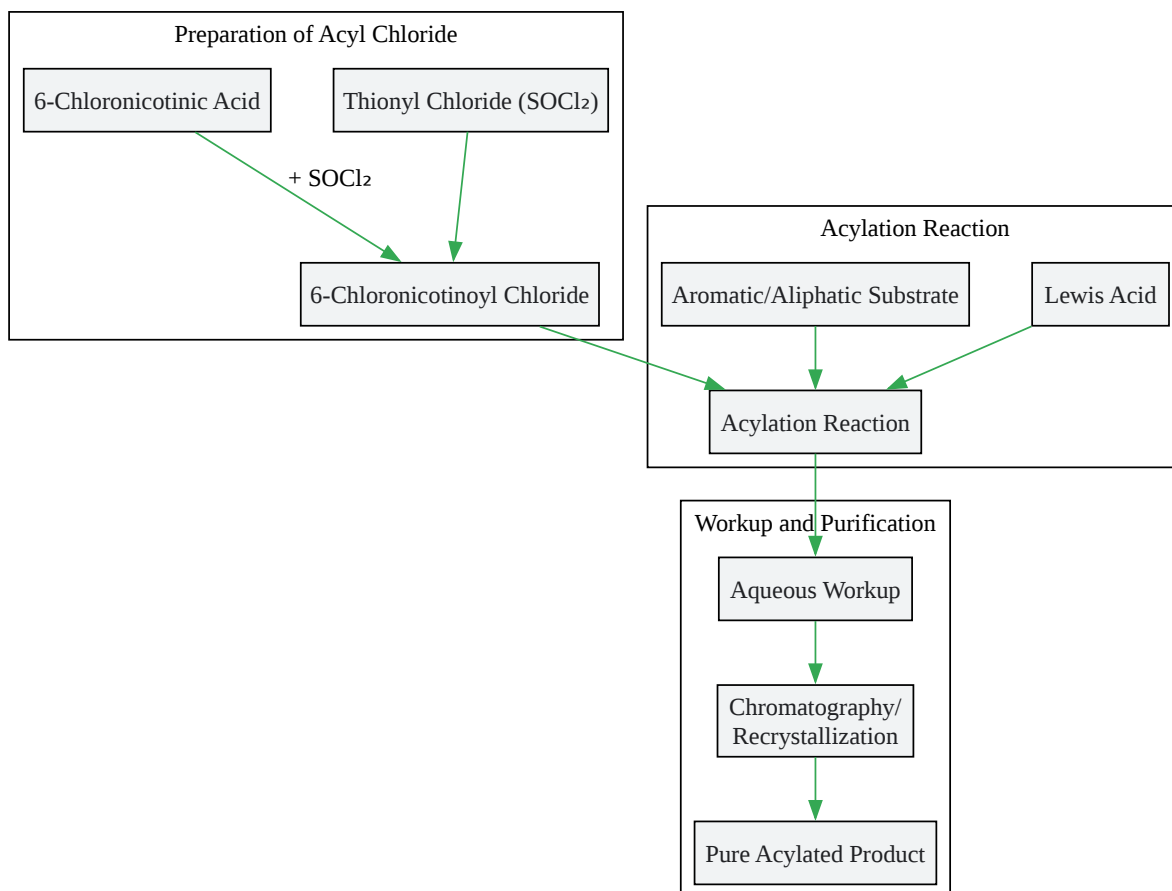 Preparation of Acyl Chloride
6-Chloronicotinic Acid
Thionyl Chloride (SOCl₂)
+ SOCl₂
6-Chloronicotinoyl Chloride
Acylation Reaction
Aromatic/Aliphatic Substrate
Lewis Acid
Acylation Reaction
Workup and Purification
Aqueous Workup
Chromatography/
Recrystallization
Pure Acylated Product